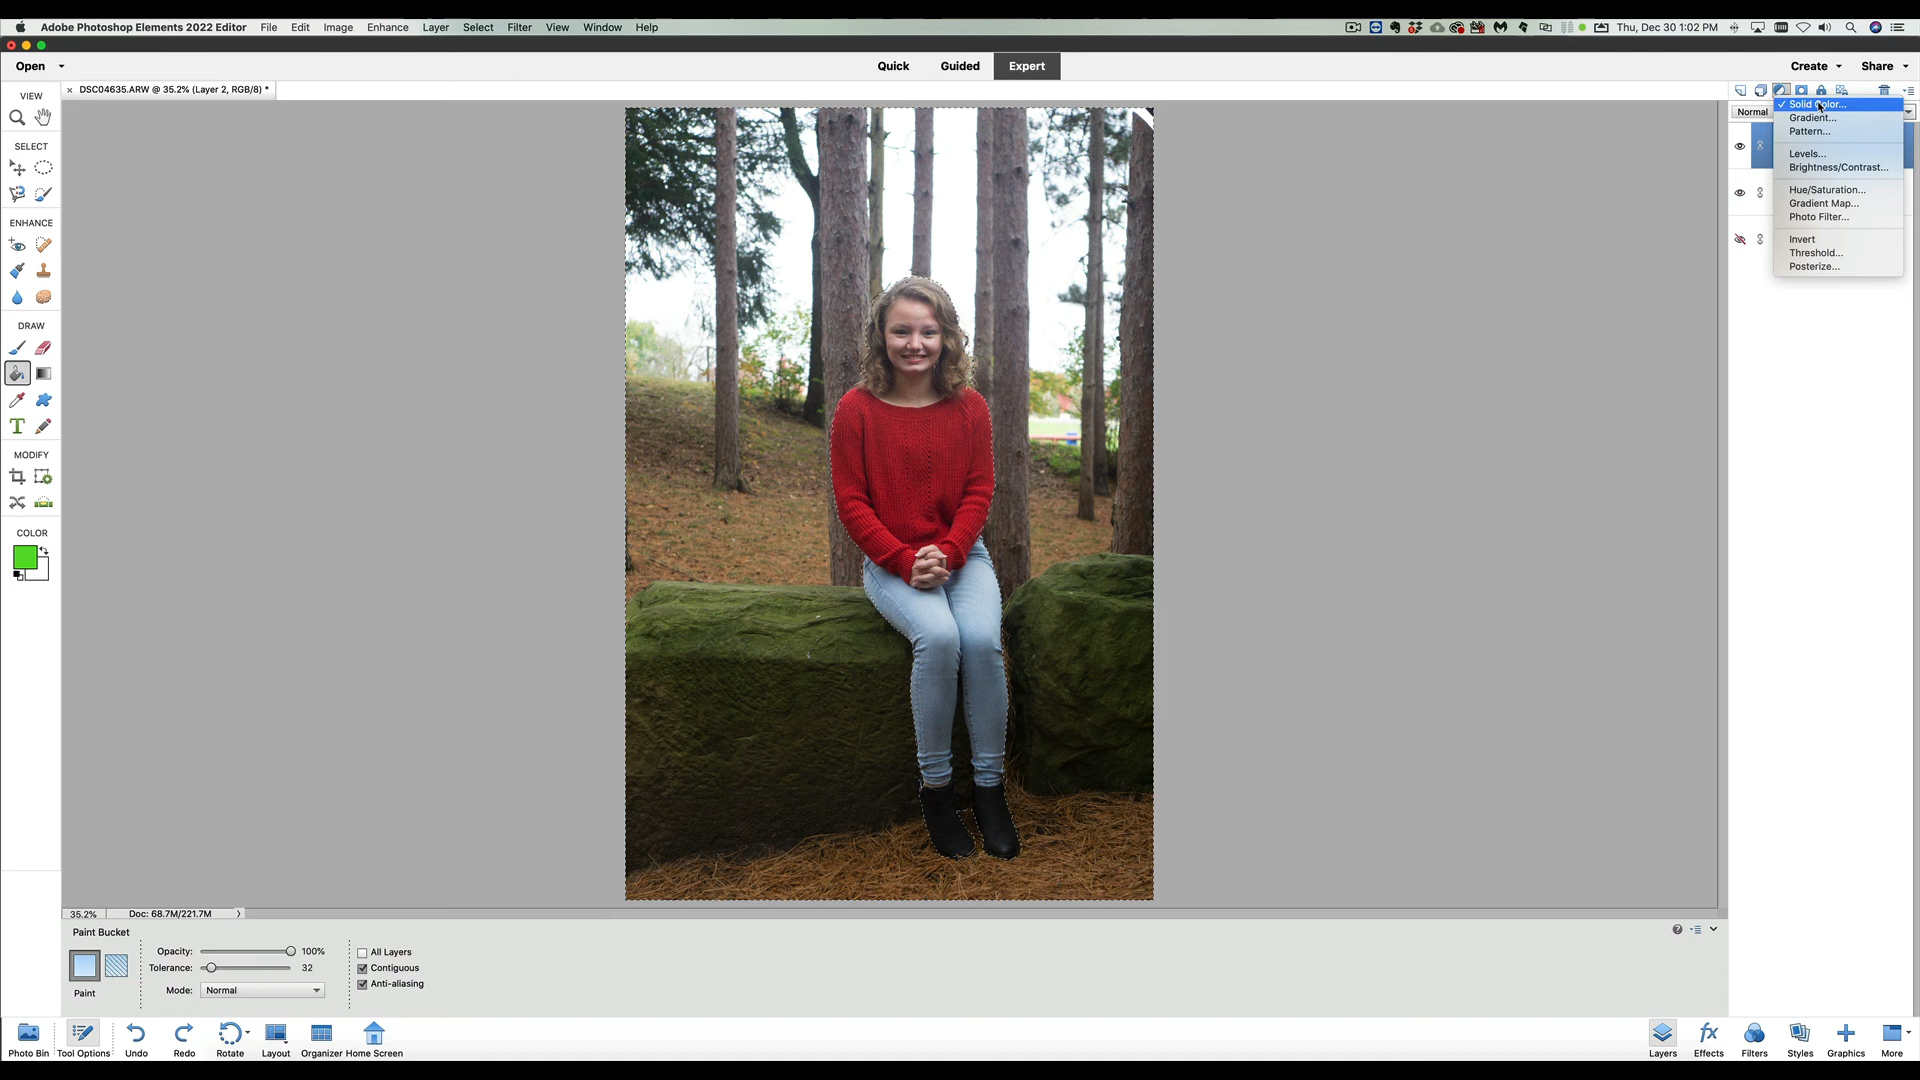 Adobe Photoshop Elements 2022 Editor File Edit Image Enhance Layer Select Filter View Window Help Thu, Dec 30 1:02 PM
Open Quick Guided Expert Create Share
VIEW
× DSC04635.ARW @ 35.2% (Layer 2, RGB/8) *
Normal
✓ Solid Color...
Gradient...
Pattern...
Levels...
Brightness/Contrast...
Hue/Saturation...
Gradient Map...
Photo Filter...
Invert
Threshold...
Posterize...
SELECT
ENHANCE
DRAW
T
MODIFY
COLOR
35.2% Doc: 68.7M/221.7M
Paint Bucket
Opacity: 100%
Tolerance: 32
Mode: Normal
Paint
All Layers
Contiguous
Anti-aliasing
Photo Bin Tool Options Undo Redo Rotate Layout Organizer Home Screen
fx
Layers Effects Filters Styles Graphics More